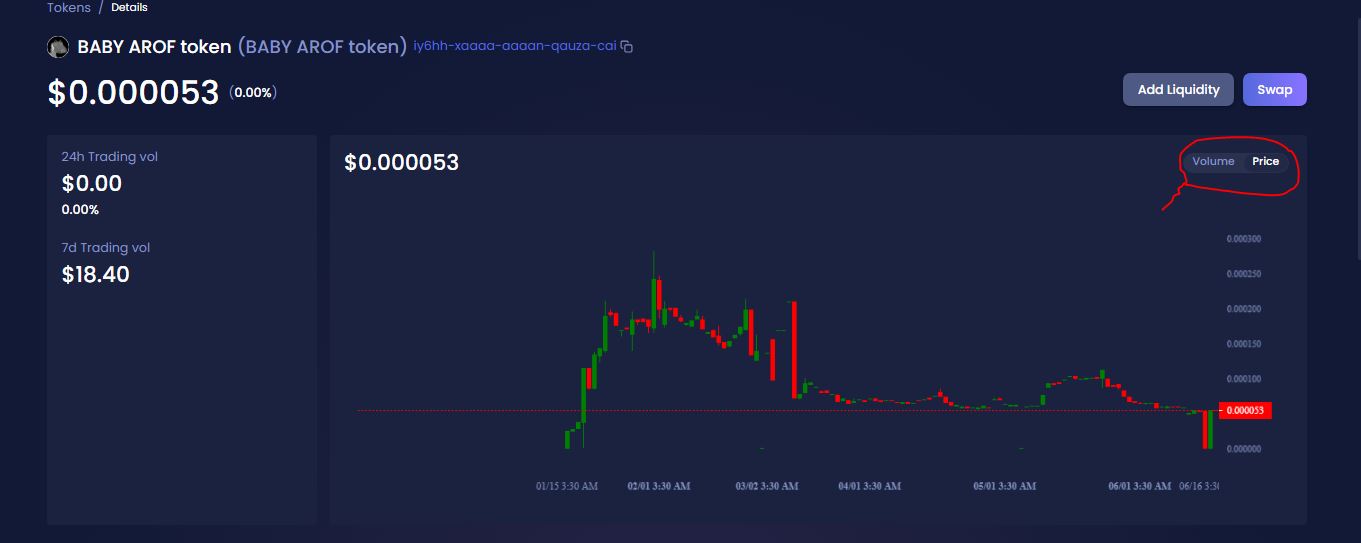 Tokens / Details
BABY AROF token (BABY AROF token) iy6hh-xaaaa-aaaan-qauza-cai
$0.000053 (0.00%)
Add Liquidity
Swap
24h Trading vol
$0.00
0.00%
7d Trading vol
$18.40
$0.000053
Volume Price
0.000300
0.000250
0.000200
0.000150
0.000100
0.000053
0.000000
01/15 3:30 AM 02/01 3:30 AM 03/02 3:30 AM 04/01 3:30 AM 05/01 3:30 AM 06/01 3:30 AM 06/16 3:30